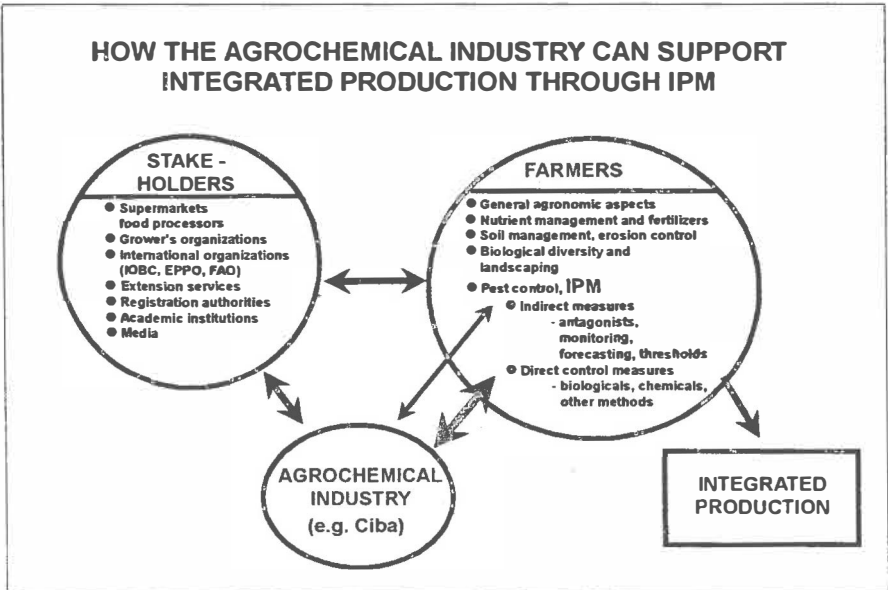 HOW THE AGROCHEMICAL INDUSTRY CAN SUPPORT
INTEGRATED PRODUCTION THROUGH IPM
STAKE -
HOLDERS
● Supermarkets
food processors
● Grower's organizations
● International organizations
(IOBC, EPPO, FAO)
● Extension services
● Registration authorities
● Academic institutions
● Media
FARMERS
● General agronomic aspects
● Nutrient management and fertilizers
● Soil management, erosion control
● Biological diversity and
landscaping
● Pest control, IPM
○ Indirect measures
- antagonists,
monitoring,
forecasting, thresholds
○ Direct control measures
- biologicals, chemicals,
other methods
AGROCHEMICAL
INDUSTRY
(e.g. Ciba)
INTEGRATED
PRODUCTION